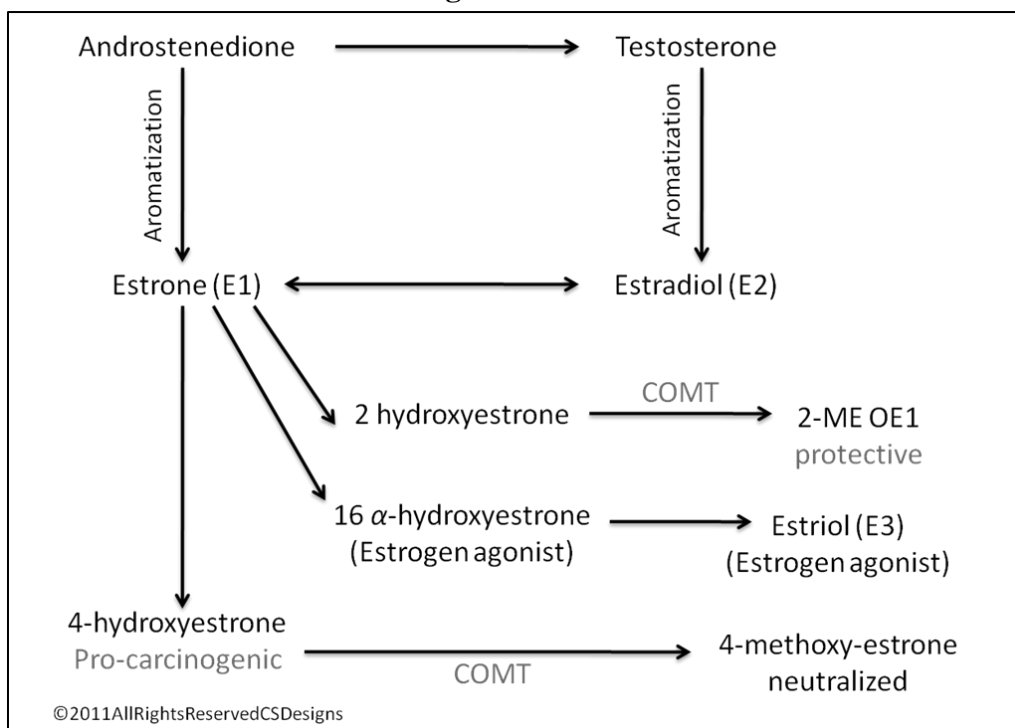 Androstenedione
Testosterone
Aromatization
Aromatization
Estrone (E1)
Estradiol (E2)
2 hydroxyestrone
COMT
2-ME OE1
protective
16 α-hydroxyestrone
(Estrogen agonist)
Estriol (E3)
(Estrogen agonist)
4-hydroxyestrone
Pro-carcinogenic
COMT
4-methoxy-estrone
neutralized
©2011AllRightsReservedCSDesigns